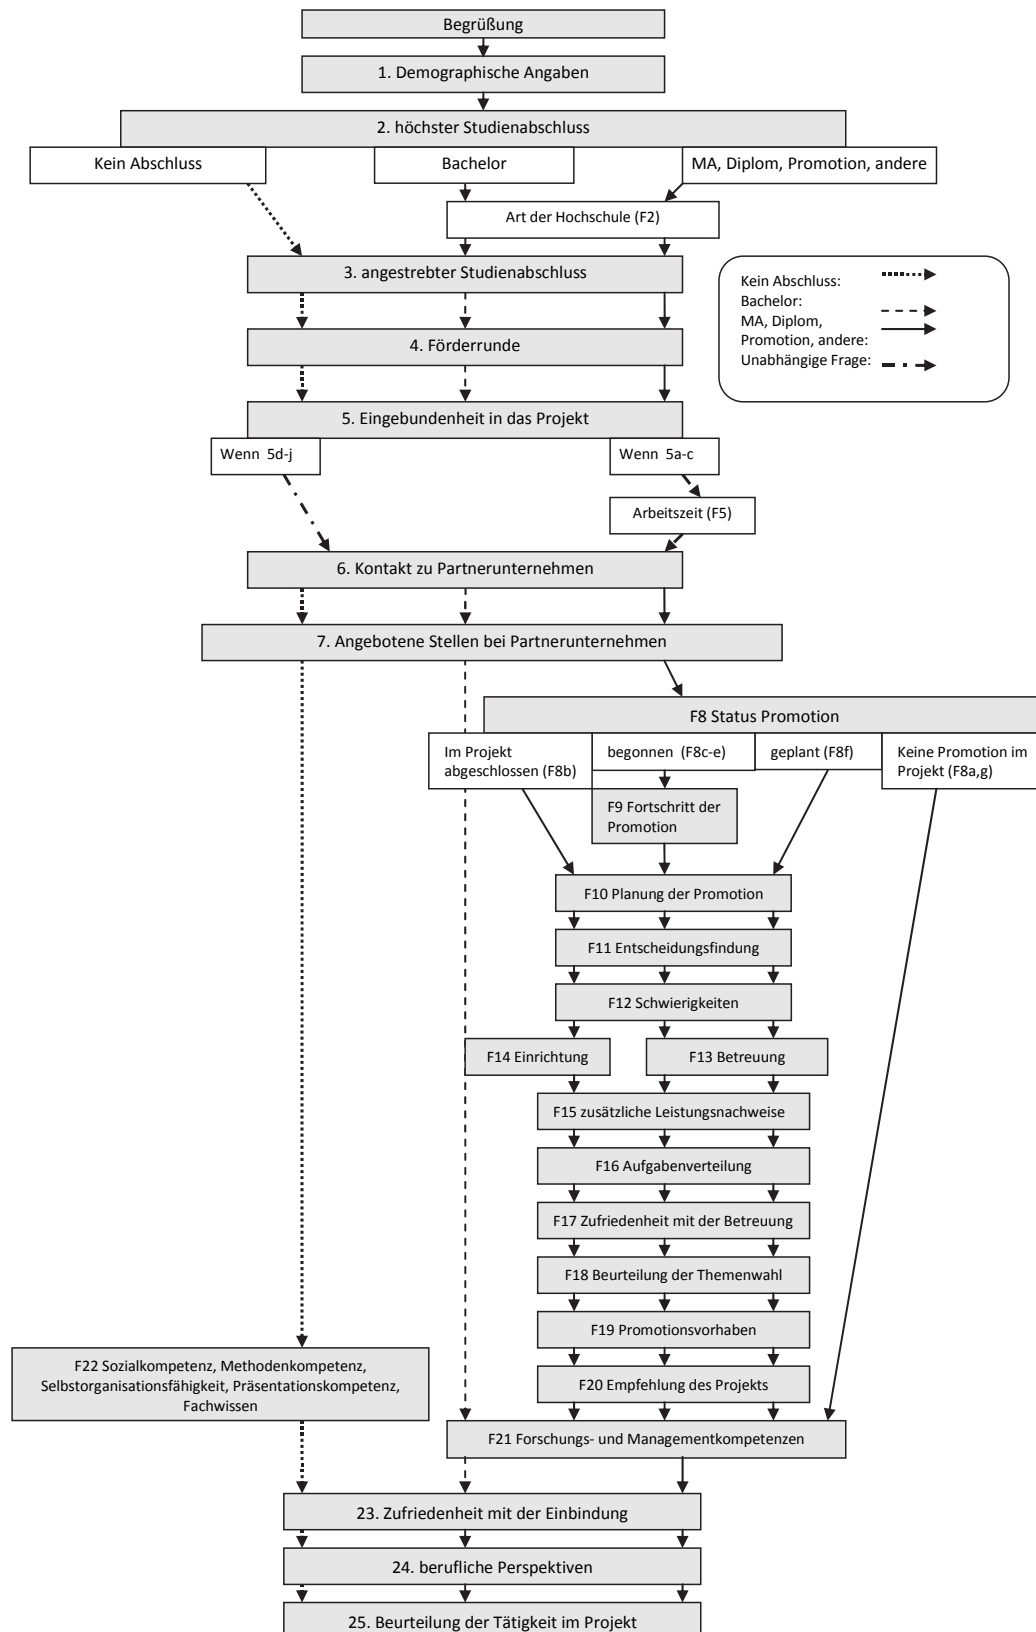 Begrüßung
1. Demographische Angaben
2. höchster Studienabschluss
Kein Abschluss
Bachelor
MA, Diplom, Promotion, andere
Art der Hochschule (F2)
3. angestrebter Studienabschluss
Kein Abschluss:
Bachelor:
MA, Diplom,
Promotion, andere:
Unabhängige Frage:
4. Förderrunde
5. Eingebundenheit in das Projekt
Wenn 5d-j
Wenn 5a-c
Arbeitszeit (F5)
6. Kontakt zu Partnerunternehmen
7. Angebotene Stellen bei Partnerunternehmen
F8 Status Promotion
Im Projekt
abgeschlossen (F8b)
begonnen (F8c-e)
geplant (F8f)
Keine Promotion im
Projekt (F8a,g)
F9 Fortschritt der
Promotion
F10 Planung der Promotion
F11 Entscheidungsfindung
F12 Schwierigkeiten
F14 Einrichtung
F13 Betreuung
F15 zusätzliche Leistungsnachweise
F16 Aufgabenverteilung
F17 Zufriedenheit mit der Betreuung
F18 Beurteilung der Themenwahl
F19 Promotionsvorhaben
F22 Sozialkompetenz, Methodenkompetenz,
Selbstorganisationsfähigkeit, Präsentationskompetenz,
Fachwissen
F20 Empfehlung des Projekts
F21 Forschungs- und Managementkompetenzen
23. Zufriedenheit mit der Einbindung
24. berufliche Perspektiven
25. Beurteilung der Tätigkeit im Projekt